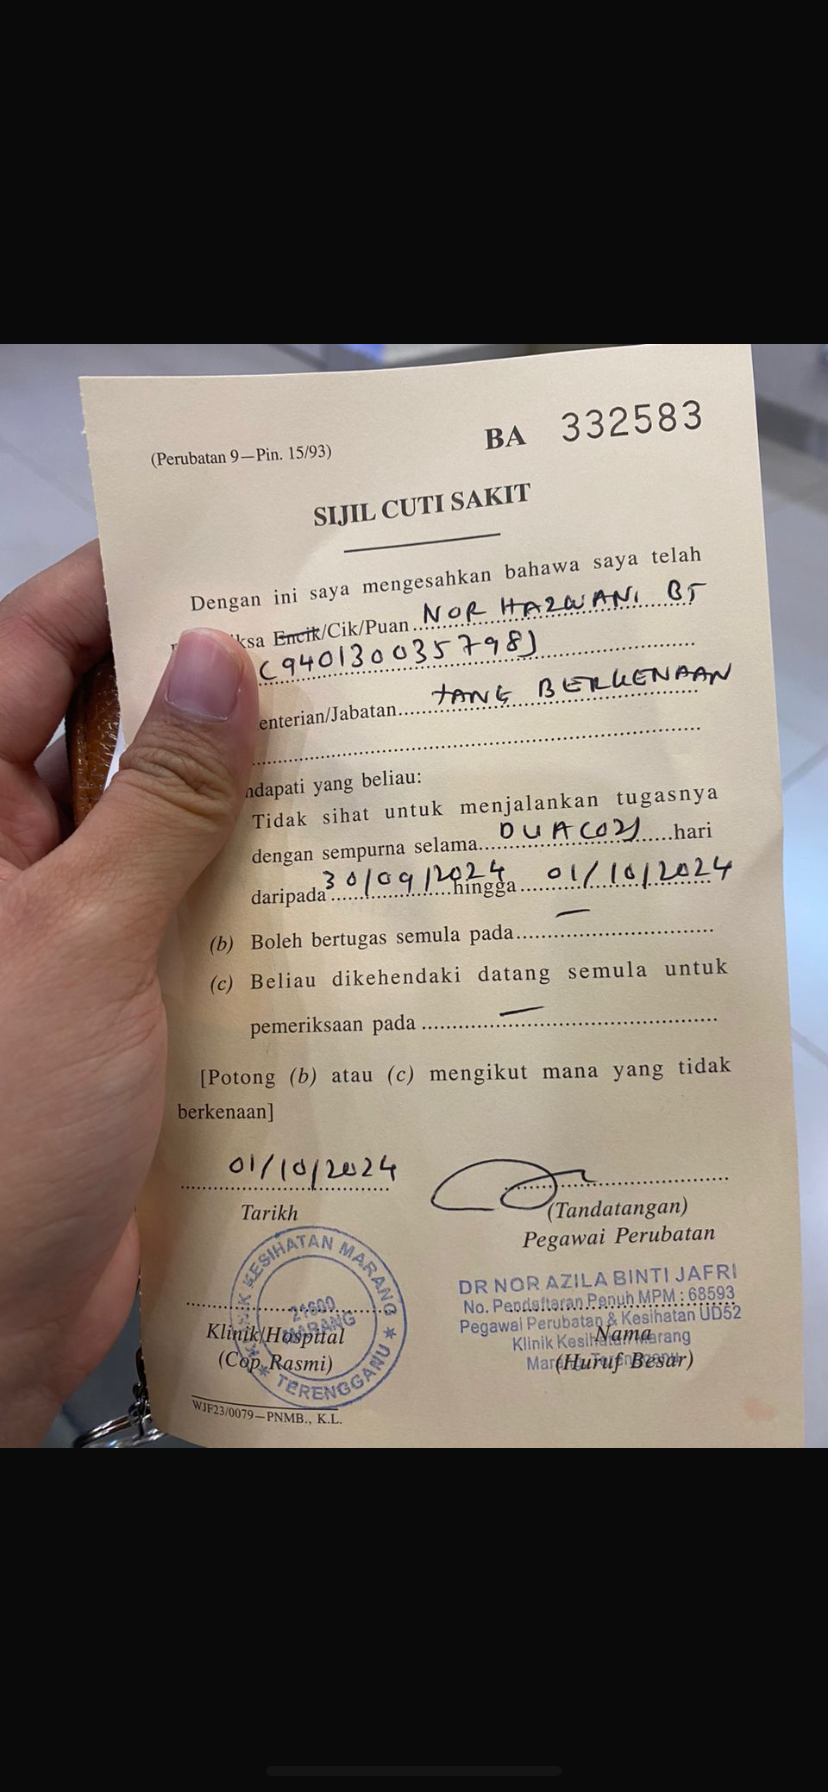 (Perubatan 9—Pin. 15/93)
BA 332583
SIJIL CUTI SAKIT
Dengan ini saya mengesahkan bahawa saya telah
ksa Encik/Cik/Puan NOR HAZWANI BT
(940130035798)
enterian/Jabatan YANG BERKENAAN
dapati yang beliau:
Tidak sihat untuk menjalankan tugasnya
dengan sempurna selama DUA (02) hari
daripada 30/09/2024 hingga 01/10/2024
(b) Boleh bertugas semula pada —
(c) Beliau dikehendaki datang semula untuk
pemeriksaan pada —
[Potong (b) atau (c) mengikut mana yang tidak
berkenaan]
01/10/2024
Tarikh
(Tandatangan)
Pegawai Perubatan
KLINIK KESIHATAN MARANG
21600
MARANG
* TERENGGANU *
Klinik/Hospital
(Cop Rasmi)
DR NOR AZILA BINTI JAFRI
No. Pendaftaran Penuh MPM : 68593
Pegawai Perubatan & Kesihatan UD52
Klinik Kesihatan Marang
Nama
(Huruf Besar)
WJF23/0079—PNMB., K.L.